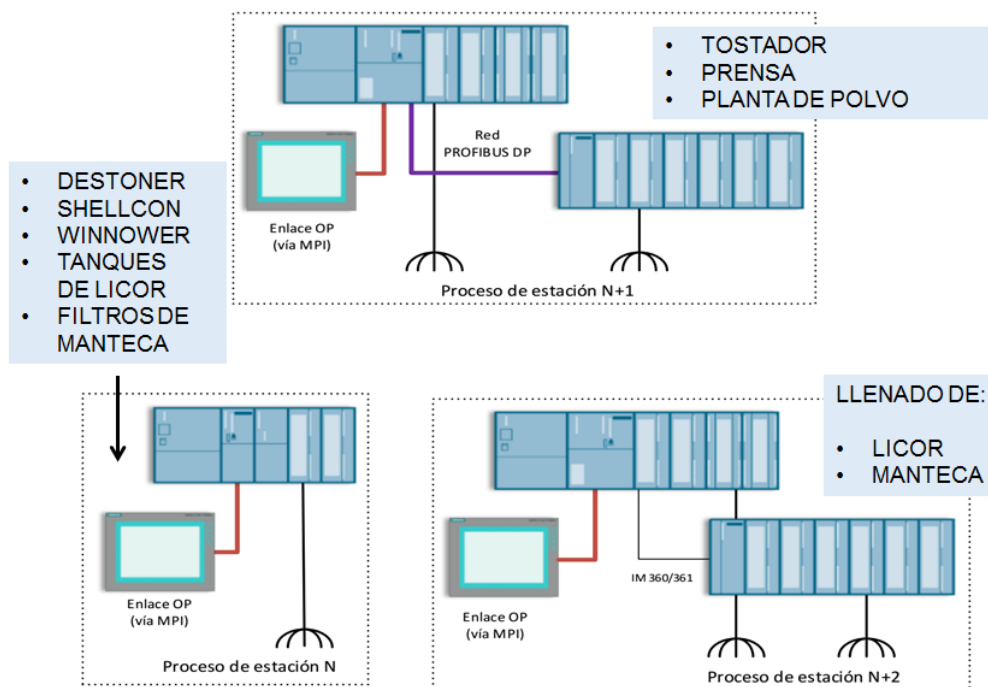 • TOSTADOR
• PRENSA
• PLANTA DE POLVO
Red
PROFIBUS DP
Enlace OP
(vía MPI)
Proceso de estación N+1
• DESTONER
• SHELLCON
• WINNOWER
• TANQUES
DE LICOR
• FILTROS DE
MANTECA
Enlace OP
(vía MPI)
Proceso de estación N
LLENADO DE:
• LICOR
• MANTECA
IM 360/361
Enlace OP
(vía MPI)
Proceso de estación N+2